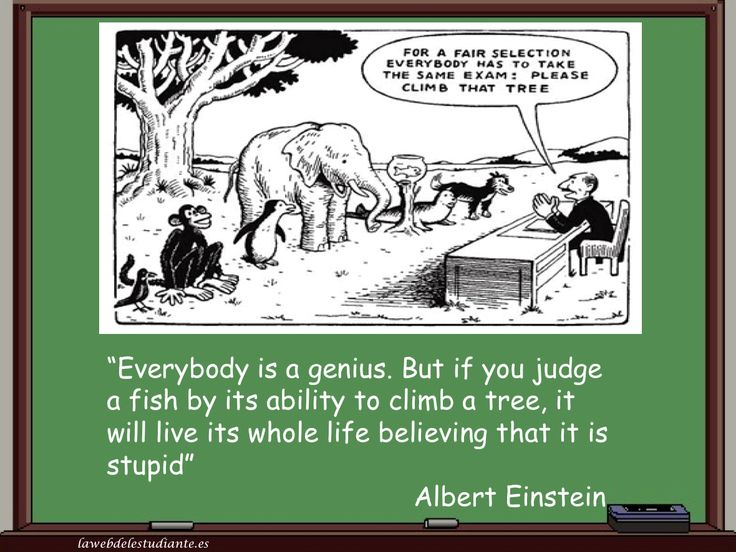 FOR A FAIR SELECTION
EVERYBODY HAS TO TAKE
THE SAME EXAM: PLEASE
CLIMB THAT TREE
“Everybody is a genius. But if you judge
a fish by its ability to climb a tree, it
will live its whole life believing that it is
stupid”
Albert Einstein
lawebdelestudiante.es